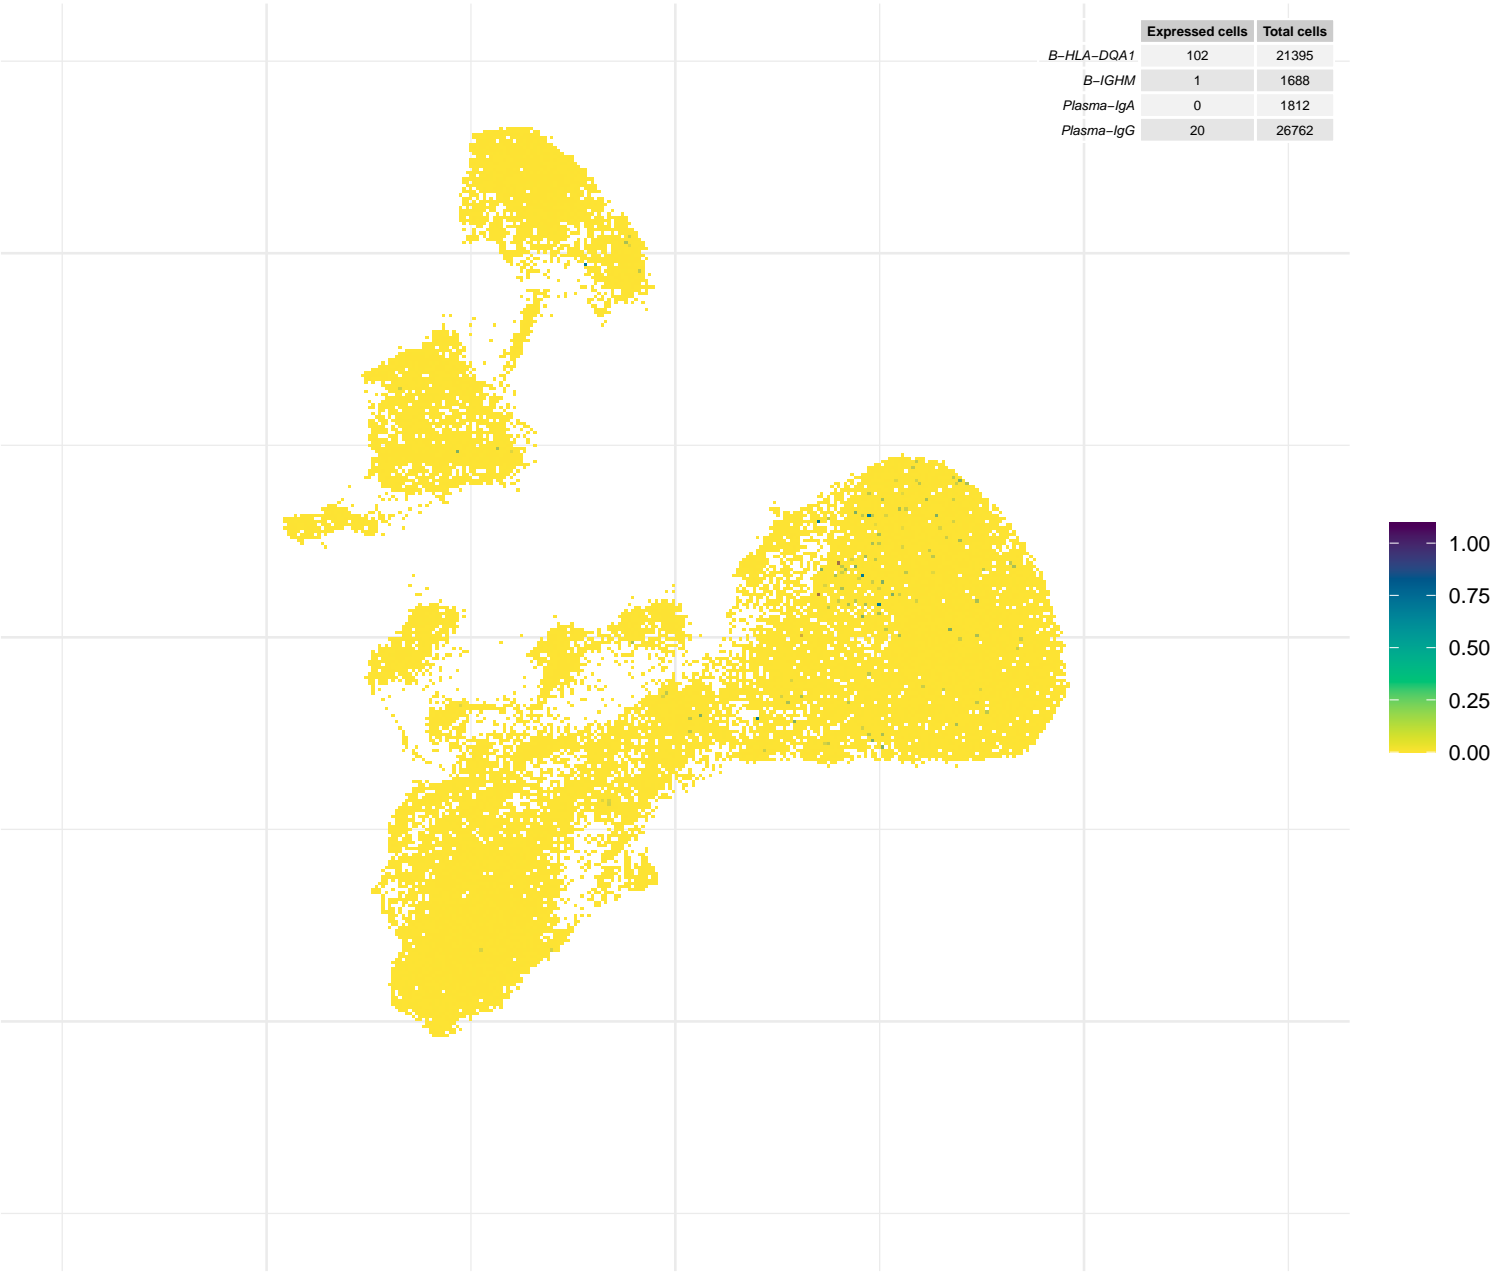 Expressed cells Total cells
B−HLA−DQA1 102 21395
B−IGHM 1 1688
Plasma−IgA 0 1812
Plasma−IgG 20 26762
1.00
0.75
0.50
0.25
0.00